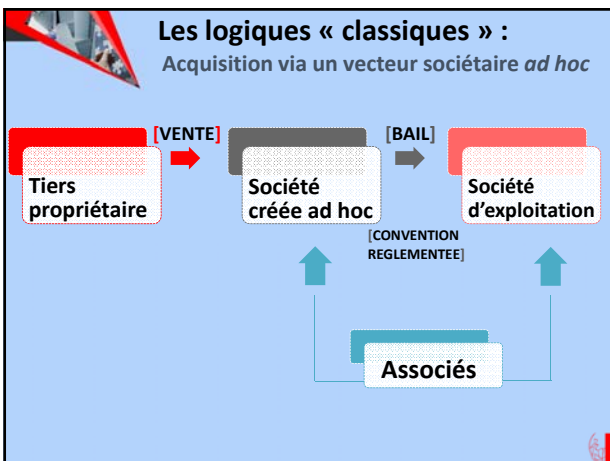 Les logiques « classiques » :
Acquisition via un vecteur sociétaire ad hoc
[VENTE]
[BAIL]
Tiers
propriétaire
Société
créée ad hoc
Société
d'exploitation
[CONVENTION
REGLEMENTEE]
Associés